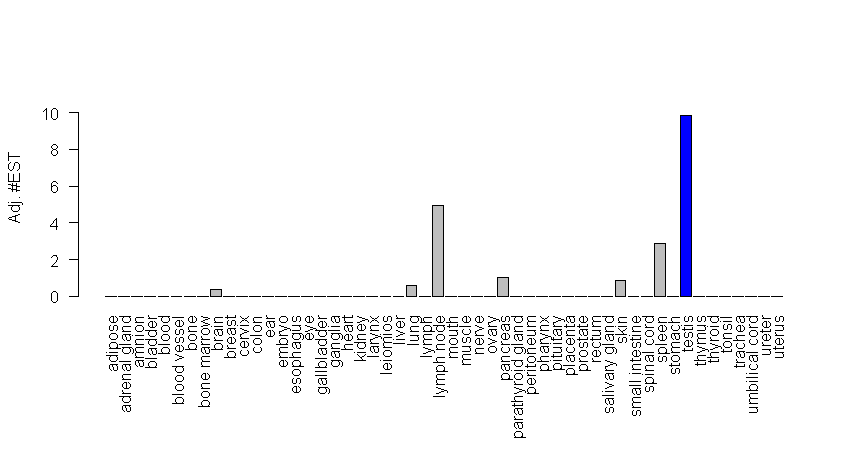 10
8
6
4
2
0
Adj. #EST
adipose
adrenal gland
amnion
bladder
blood
blood vessel
bone
bone marrow
brain
breast
cervix
colon
ear
embryo
esophagus
eye
gallbladder
ganglia
heart
kidney
larynx
leiomios
liver
lung
lymph
lymph node
mouth
muscle
nerve
ovary
pancreas
parathyroid gland
peritoneum
pharynx
pituitary
placenta
prostate
rectum
salivary gland
skin
small intestine
spinal cord
spleen
stomach
testis
thymus
thyroid
tonsil
trachea
umbilical cord
ureter
uterus